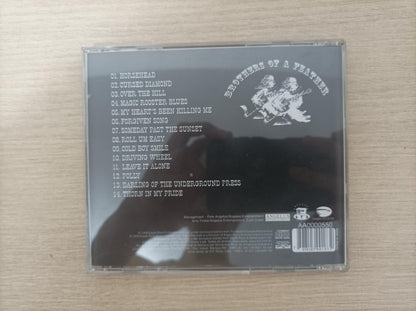 BROTHERS OF A FEATHER
01. HORSEHEAD
02. CURSED DIAMOND
03. OVER THE HILL
04. MAGIC ROOSTER BLUES
05. MY HEART'S BEEN KILLING ME
06. FORGIVEN SONG
07. SOMEDAY PAST THE SUNSET
08. ROLL UM EASY
09. COLD BOY SMILE
10. DRIVING WHEEL
11. LEAVE IT ALONE
12. POLLY
13. DARLING OF THE UNDERGROUND PRESS
14. THORN IN MY PRIDE
AA0000550